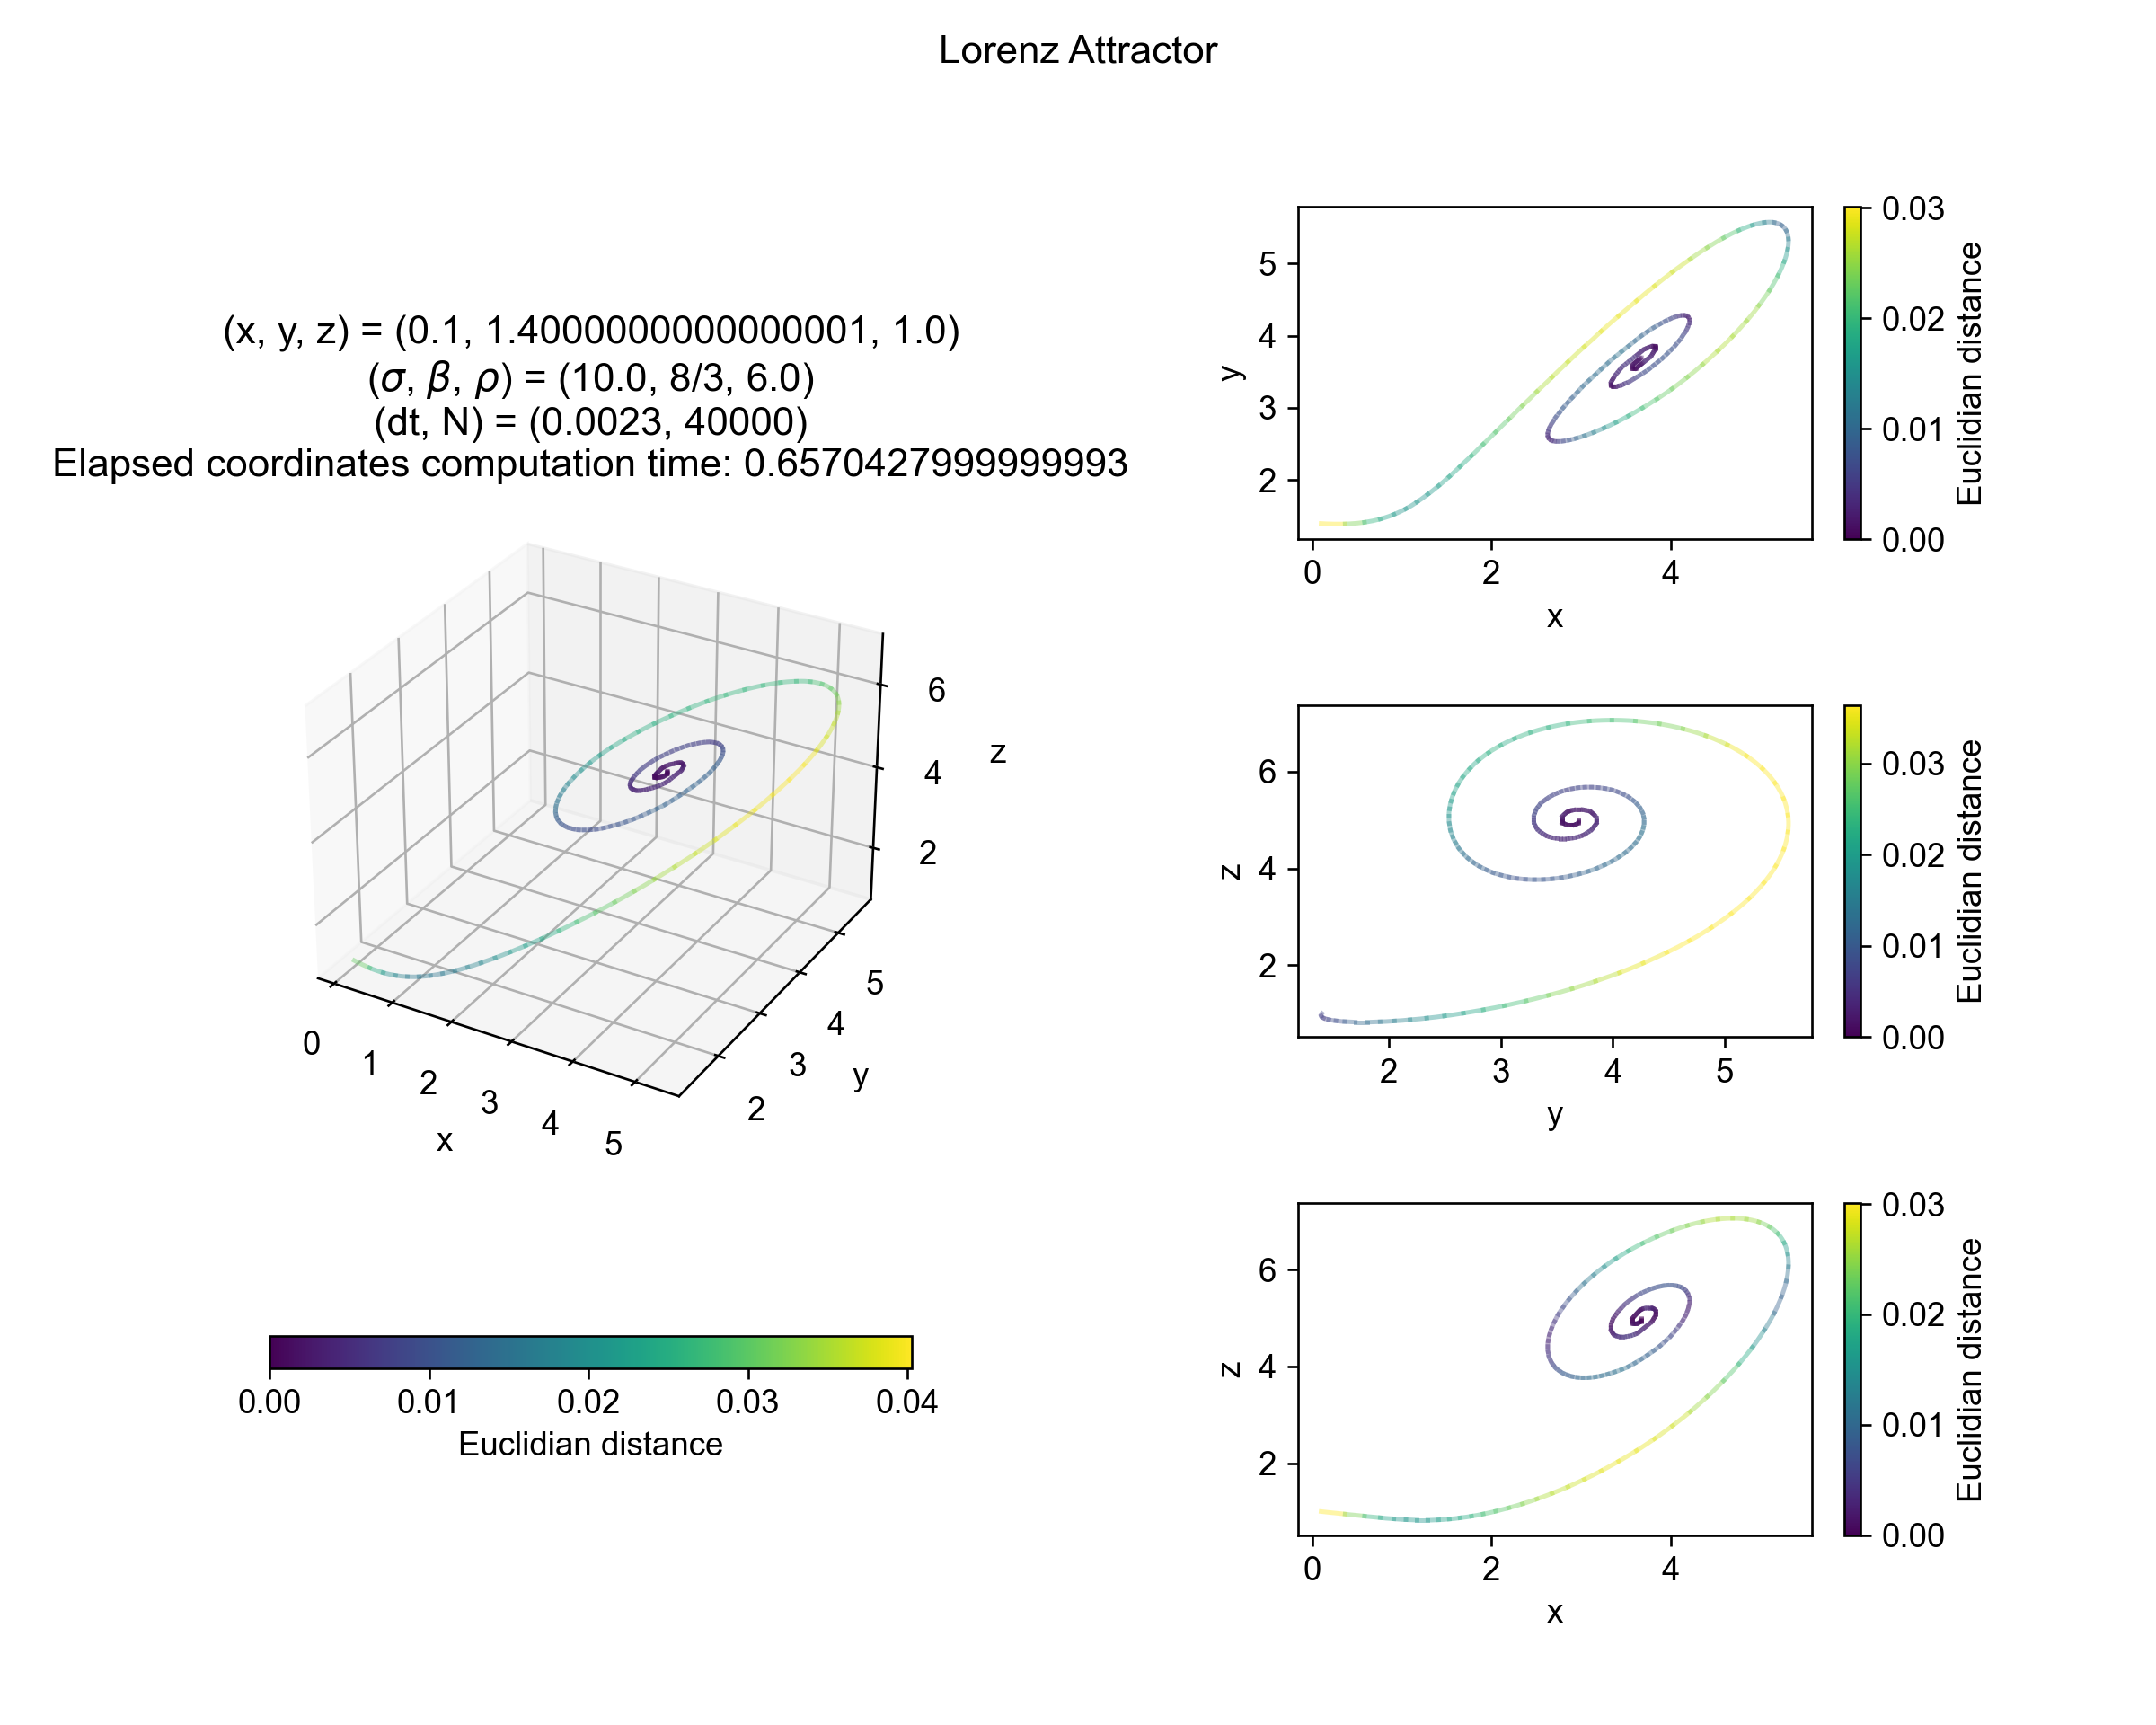 Lorenz Attractor
(x, y, z) = (0.1, 1.4000000000000001, 1.0)
(σ, β, ρ) = (10.0, 8/3, 6.0)
(dt, N) = (0.0023, 40000)
Elapsed coordinates computation time: 0.6570427999999993
6
4
2
z
5
4
3
2
y
0
1
2
3
4
5
x
0.00 0.01 0.02 0.03 0.04
Euclidian distance
5
4
3
2
y
0 2 4
x
0.03
0.02
0.01
0.00
Euclidian distance
6
4
2
z
2 3 4 5
y
0.03
0.02
0.01
0.00
Euclidian distance
6
4
2
z
0 2 4
x
0.03
0.02
0.01
0.00
Euclidian distance